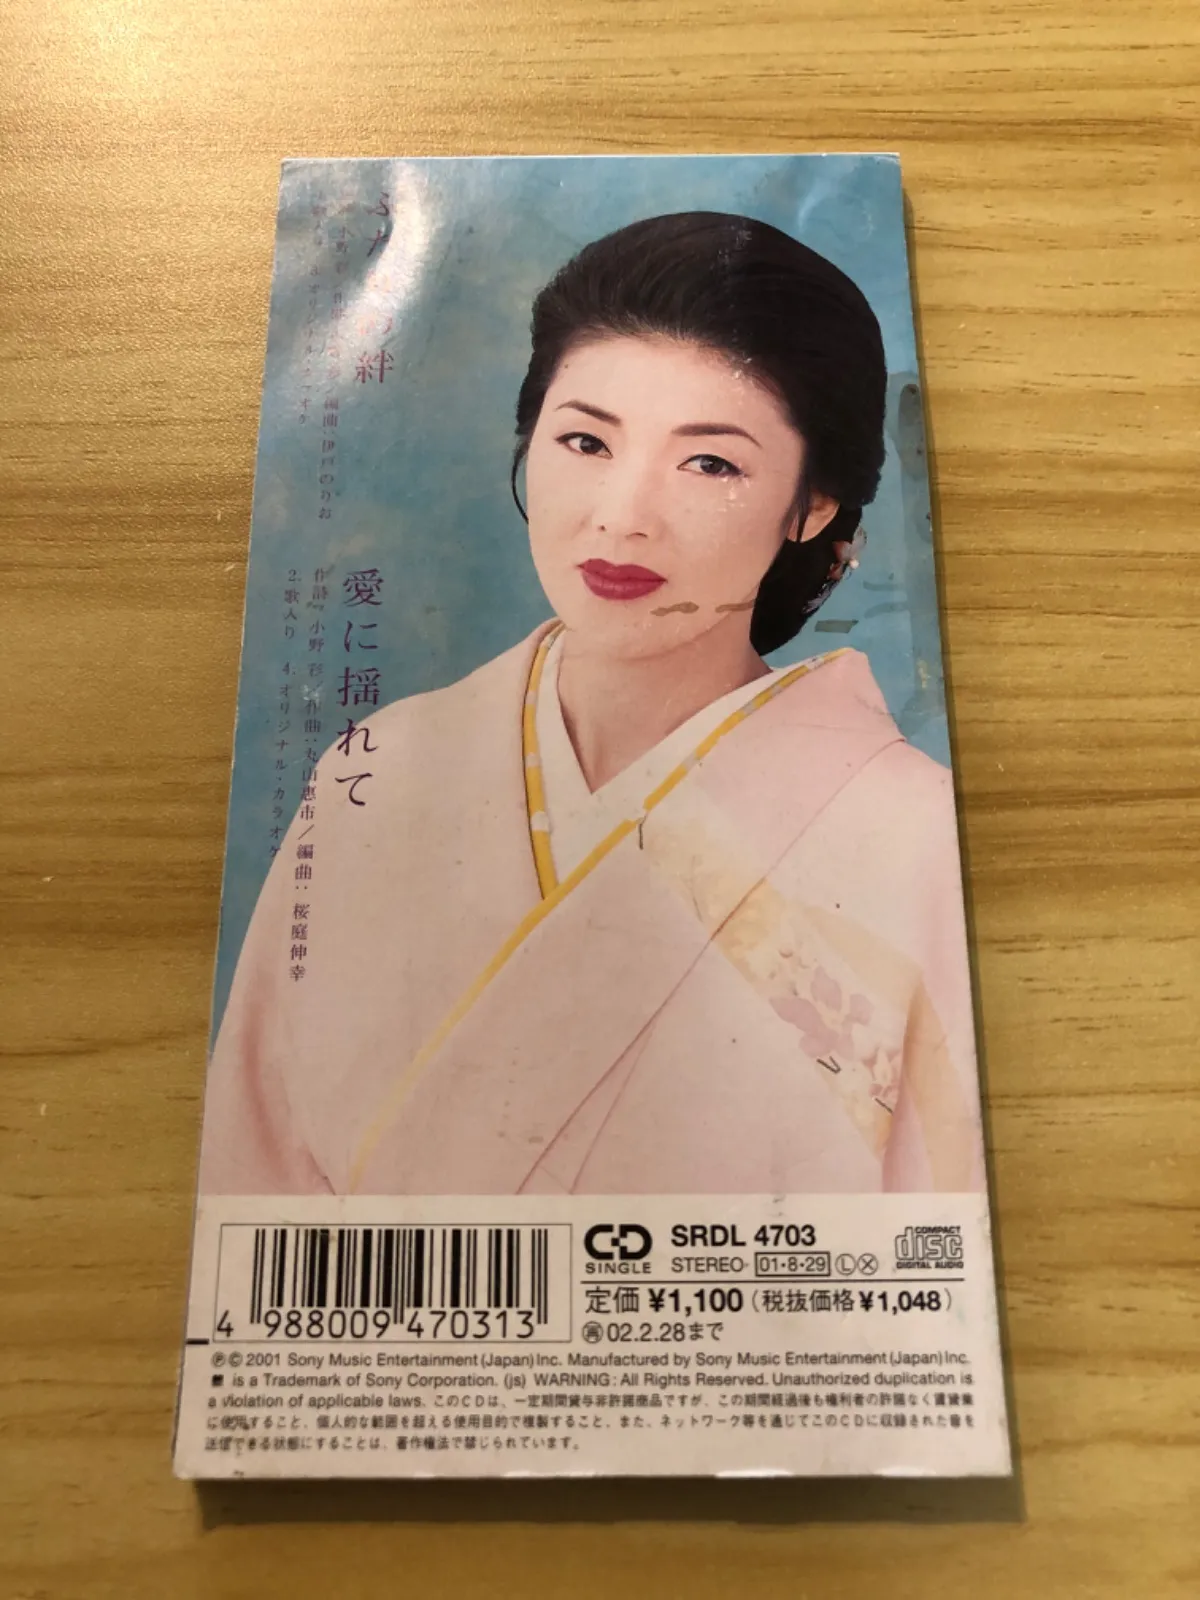 絆
編曲：伊戸のりお
愛に揺れて
作詩：小野 彩／作曲：丸山恵市／編曲：桜庭伸幸
2. 歌入り 4. オリジナル・カラオケ
4 988009 470313
CD SINGLE
SRDL 4703
STEREO 01・8・29 Ⓛ Ⓧ
COMPACT disc DIGITAL AUDIO
定価 ¥1,100（税抜価格 ¥1,048）
㊢02.2.28まで
Ⓟ© 2001 Sony Music Entertainment (Japan) Inc. Manufactured by Sony Music Entertainment (Japan) Inc.
is a Trademark of Sony Corporation. (js) WARNING: All Rights Reserved. Unauthorized duplication is
a violation of applicable laws. このCDは、一定期間貸与非許諾商品ですが、この期間経過後も権利者の許諾なく賃貸業
に使用すること、個人的な範囲を超える使用目的で複製すること、また、ネットワーク等を通じてこのCDに収録された音を
送信できる状態にすることは、著作権法で禁じられています。